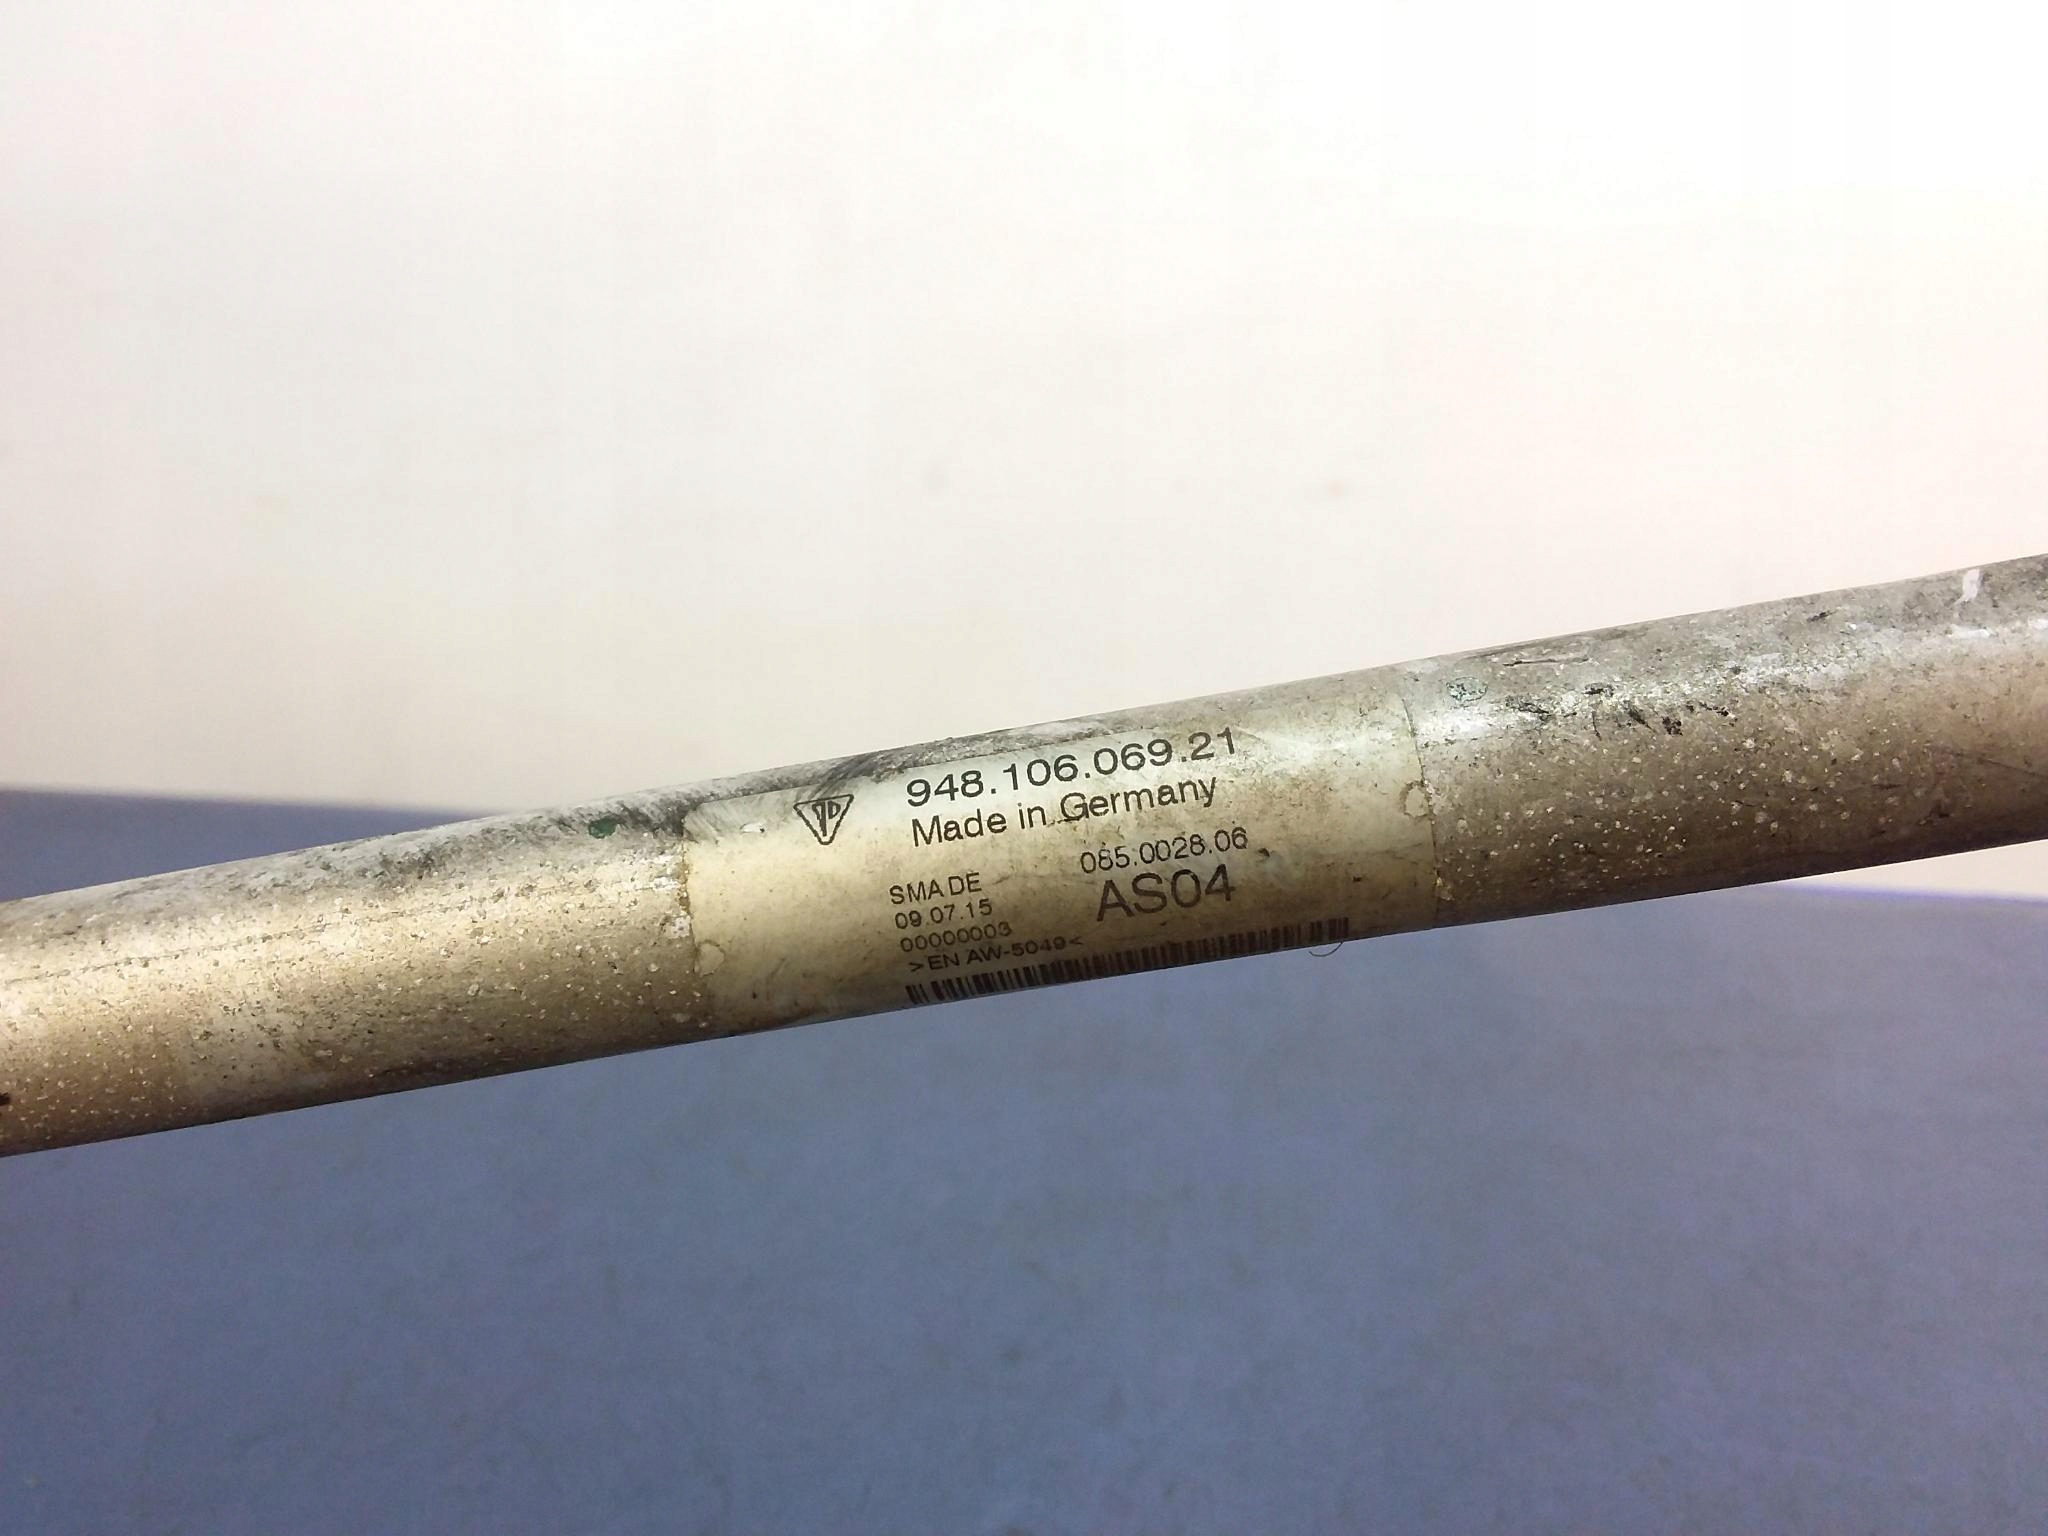 948.106.069.21
Made in Germany
085.0028.06
SMA DE
AS04
09.07.15
00000003
>EN AW-5049<